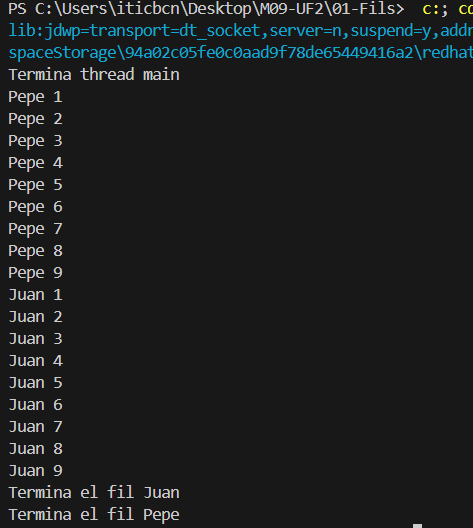 PS C:\Users\iticbcn\Desktop\M09-UF2\01-Fils>  c:; cd
lib:jdwp=transport=dt_socket,server=n,suspend=y,addr
spaceStorage\94a02c05fe0c0aad9f78de65449416a2\redhat
Termina thread main
Pepe 1
Pepe 2
Pepe 3
Pepe 4
Pepe 5
Pepe 6
Pepe 7
Pepe 8
Pepe 9
Juan 1
Juan 2
Juan 3
Juan 4
Juan 5
Juan 6
Juan 7
Juan 8
Juan 9
Termina el fil Juan
Termina el fil Pepe